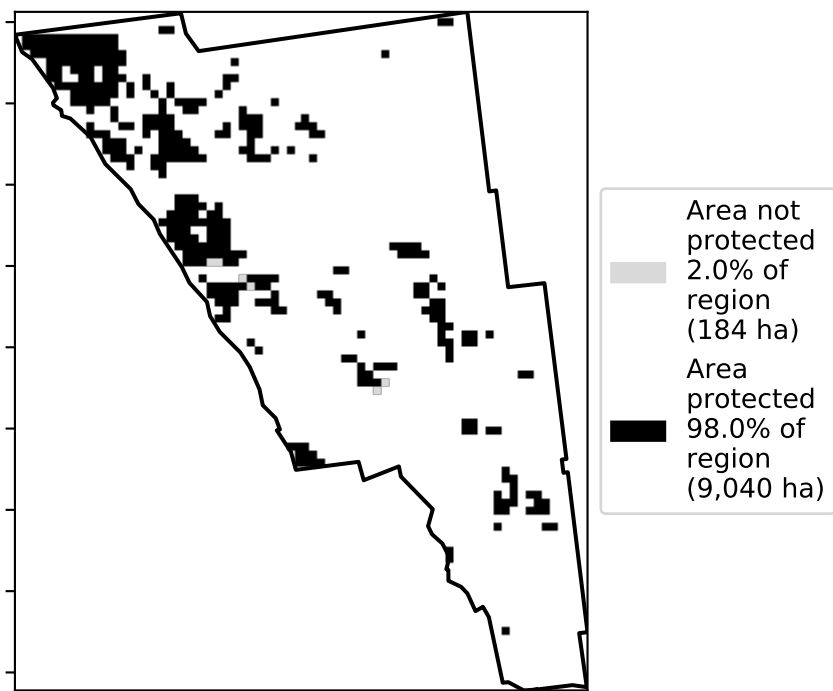 Area not
protected
2.0% of
region
(184 ha)
Area
protected
98.0% of
region
(9,040 ha)